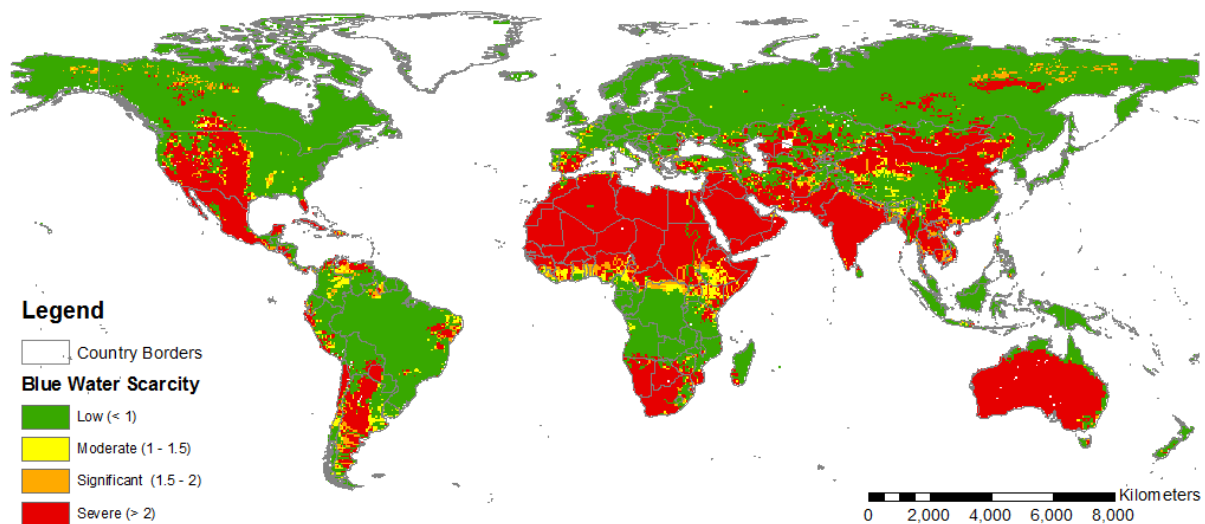 Legend
Country Borders
Blue Water Scarcity
Low (< 1)
Moderate (1 - 1.5)
Significant (1.5 - 2)
Severe (> 2)
Kilometers
0 2,000 4,000 6,000 8,000